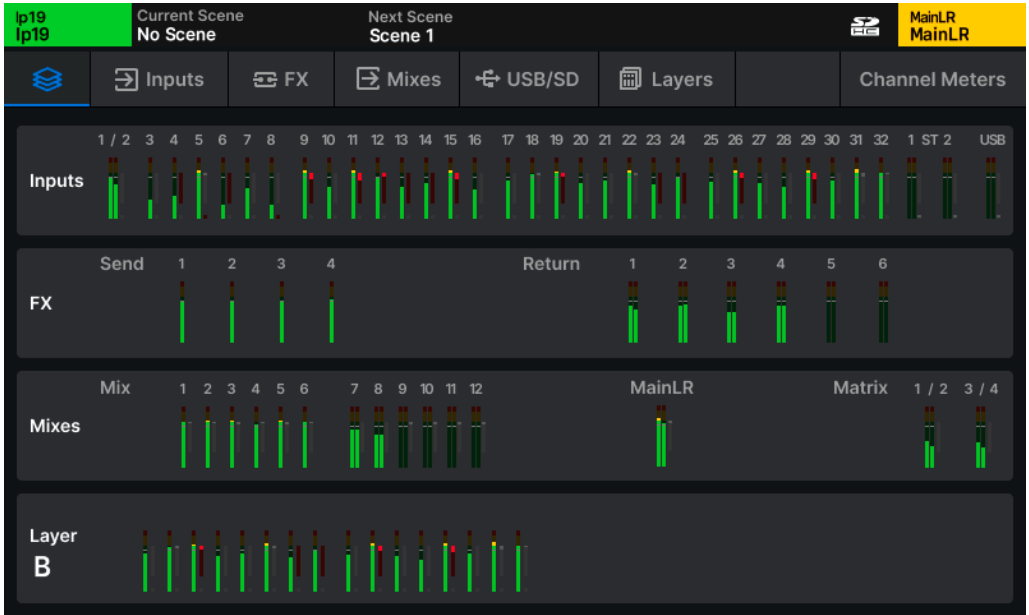 Ip19
Ip19
Current Scene
No Scene
Next Scene
Scene 1
MainLR
MainLR
Inputs
FX
Mixes
USB/SD
Layers
Channel Meters
1 / 2 3 4 5 6 7 8 9 10 11 12 13 14 15 16 17 18 19 20 21 22 23 24 25 26 27 28 29 30 31 32 1 ST 2 USB
Inputs
Send 1 2 3 4 Return 1 2 3 4 5 6
FX
Mix 1 2 3 4 5 6 7 8 9 10 11 12 MainLR Matrix 1 / 2 3 / 4
Mixes
Layer
B